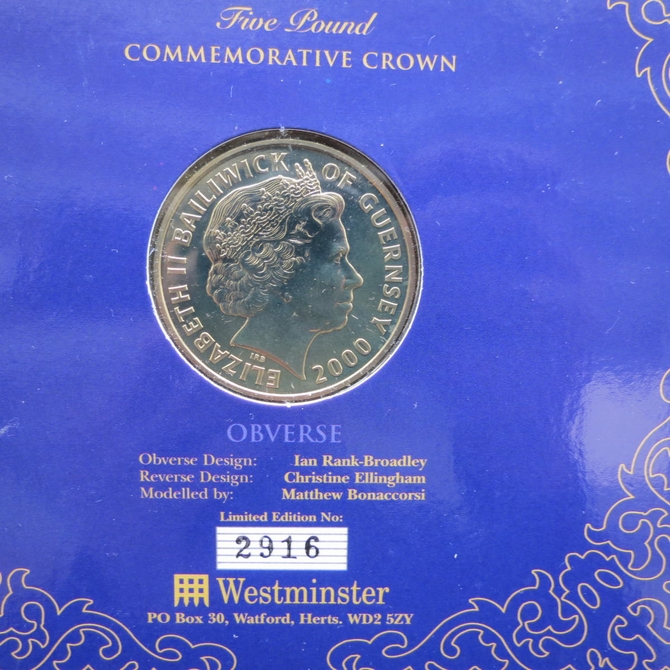 Five Pound
COMMEMORATIVE CROWN
ELIZABETH II BAILIWICK OF GUERNSEY 2000
IRB
OBVERSE
Obverse Design: Ian Rank-Broadley
Reverse Design: Christine Ellingham
Modelled by: Matthew Bonaccorsi
Limited Edition No:
2916
Westminster
PO Box 30, Watford, Herts. WD2 5ZY